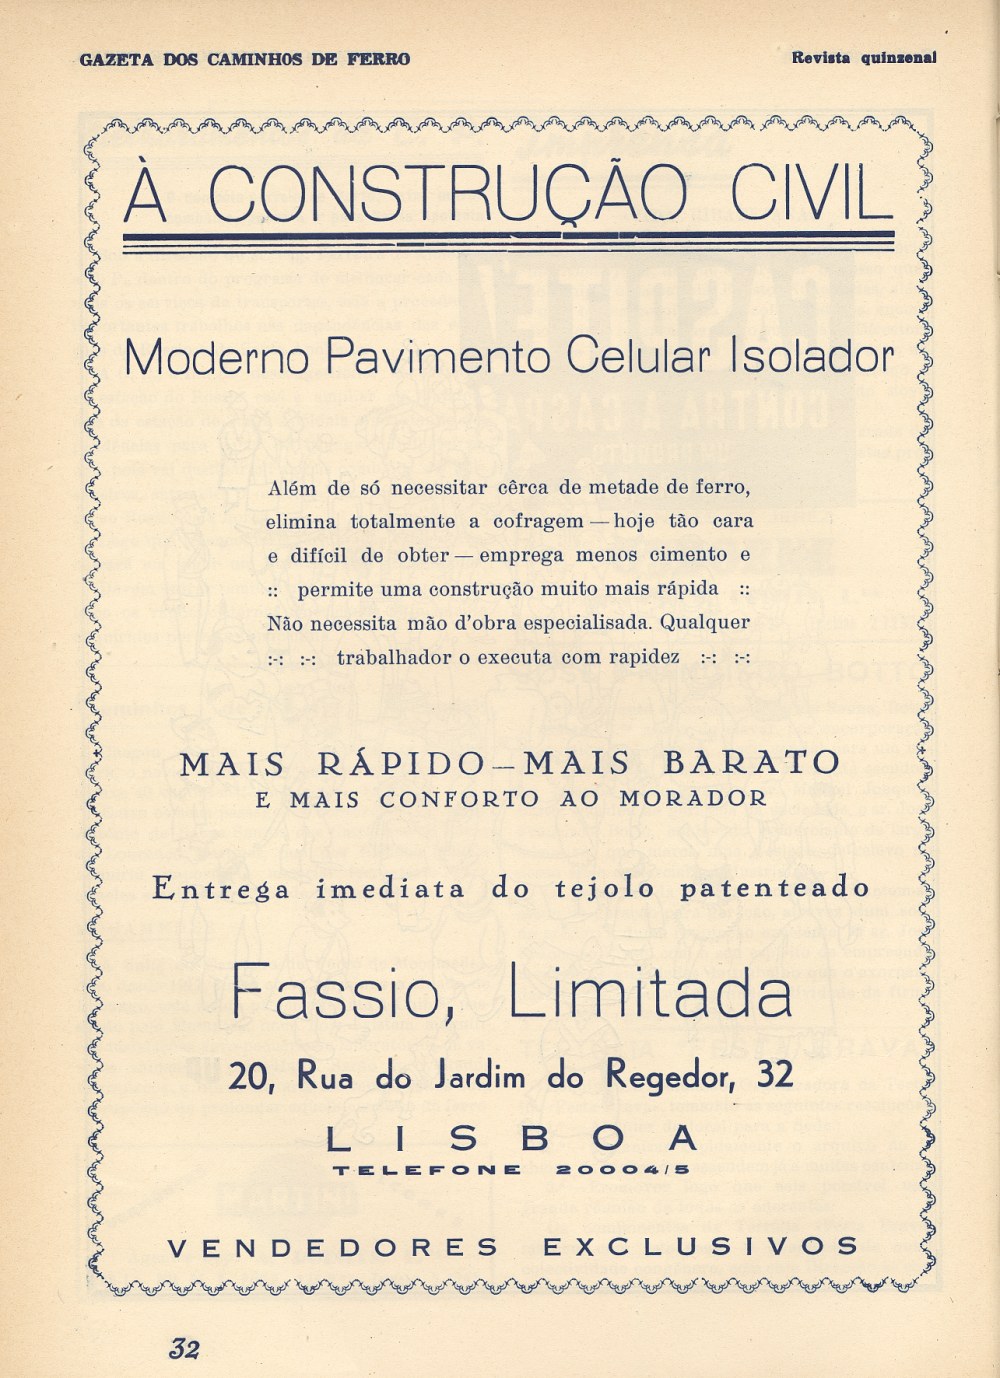 GAZETA DOS CAMINHOS DE FERRO Revista quinzenal
À CONSTRUÇÃO CIVIL
Moderno Pavimento Celular Isolador
Além de só necessitar cêrca de metade de ferro,
elimina totalmente a cofragem — hoje tão cara
e difícil de obter — emprega menos cimento e
:: permite uma construção muito mais rápida ::
Não necessita mão d'obra especialisada. Qualquer
:-: :-: trabalhador o executa com rapidez :-: :-:
MAIS RÁPIDO — MAIS BARATO
E MAIS CONFORTO AO MORADOR
Entrega imediata do tejolo patenteado
Fassio, Limitada
20, Rua do Jardim do Regedor, 32
LISBOA
TELEFONE 20004/5
VENDEDORES EXCLUSIVOS
32